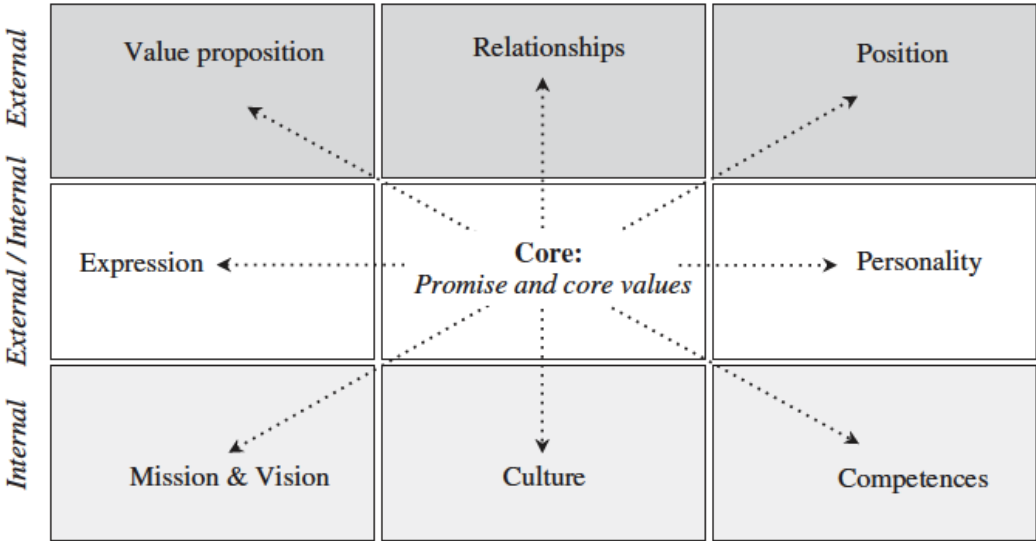 External
Value proposition
Relationships
Position
External / Internal
Expression
Core:
Promise and core values
Personality
Internal
Mission & Vision
Culture
Competences